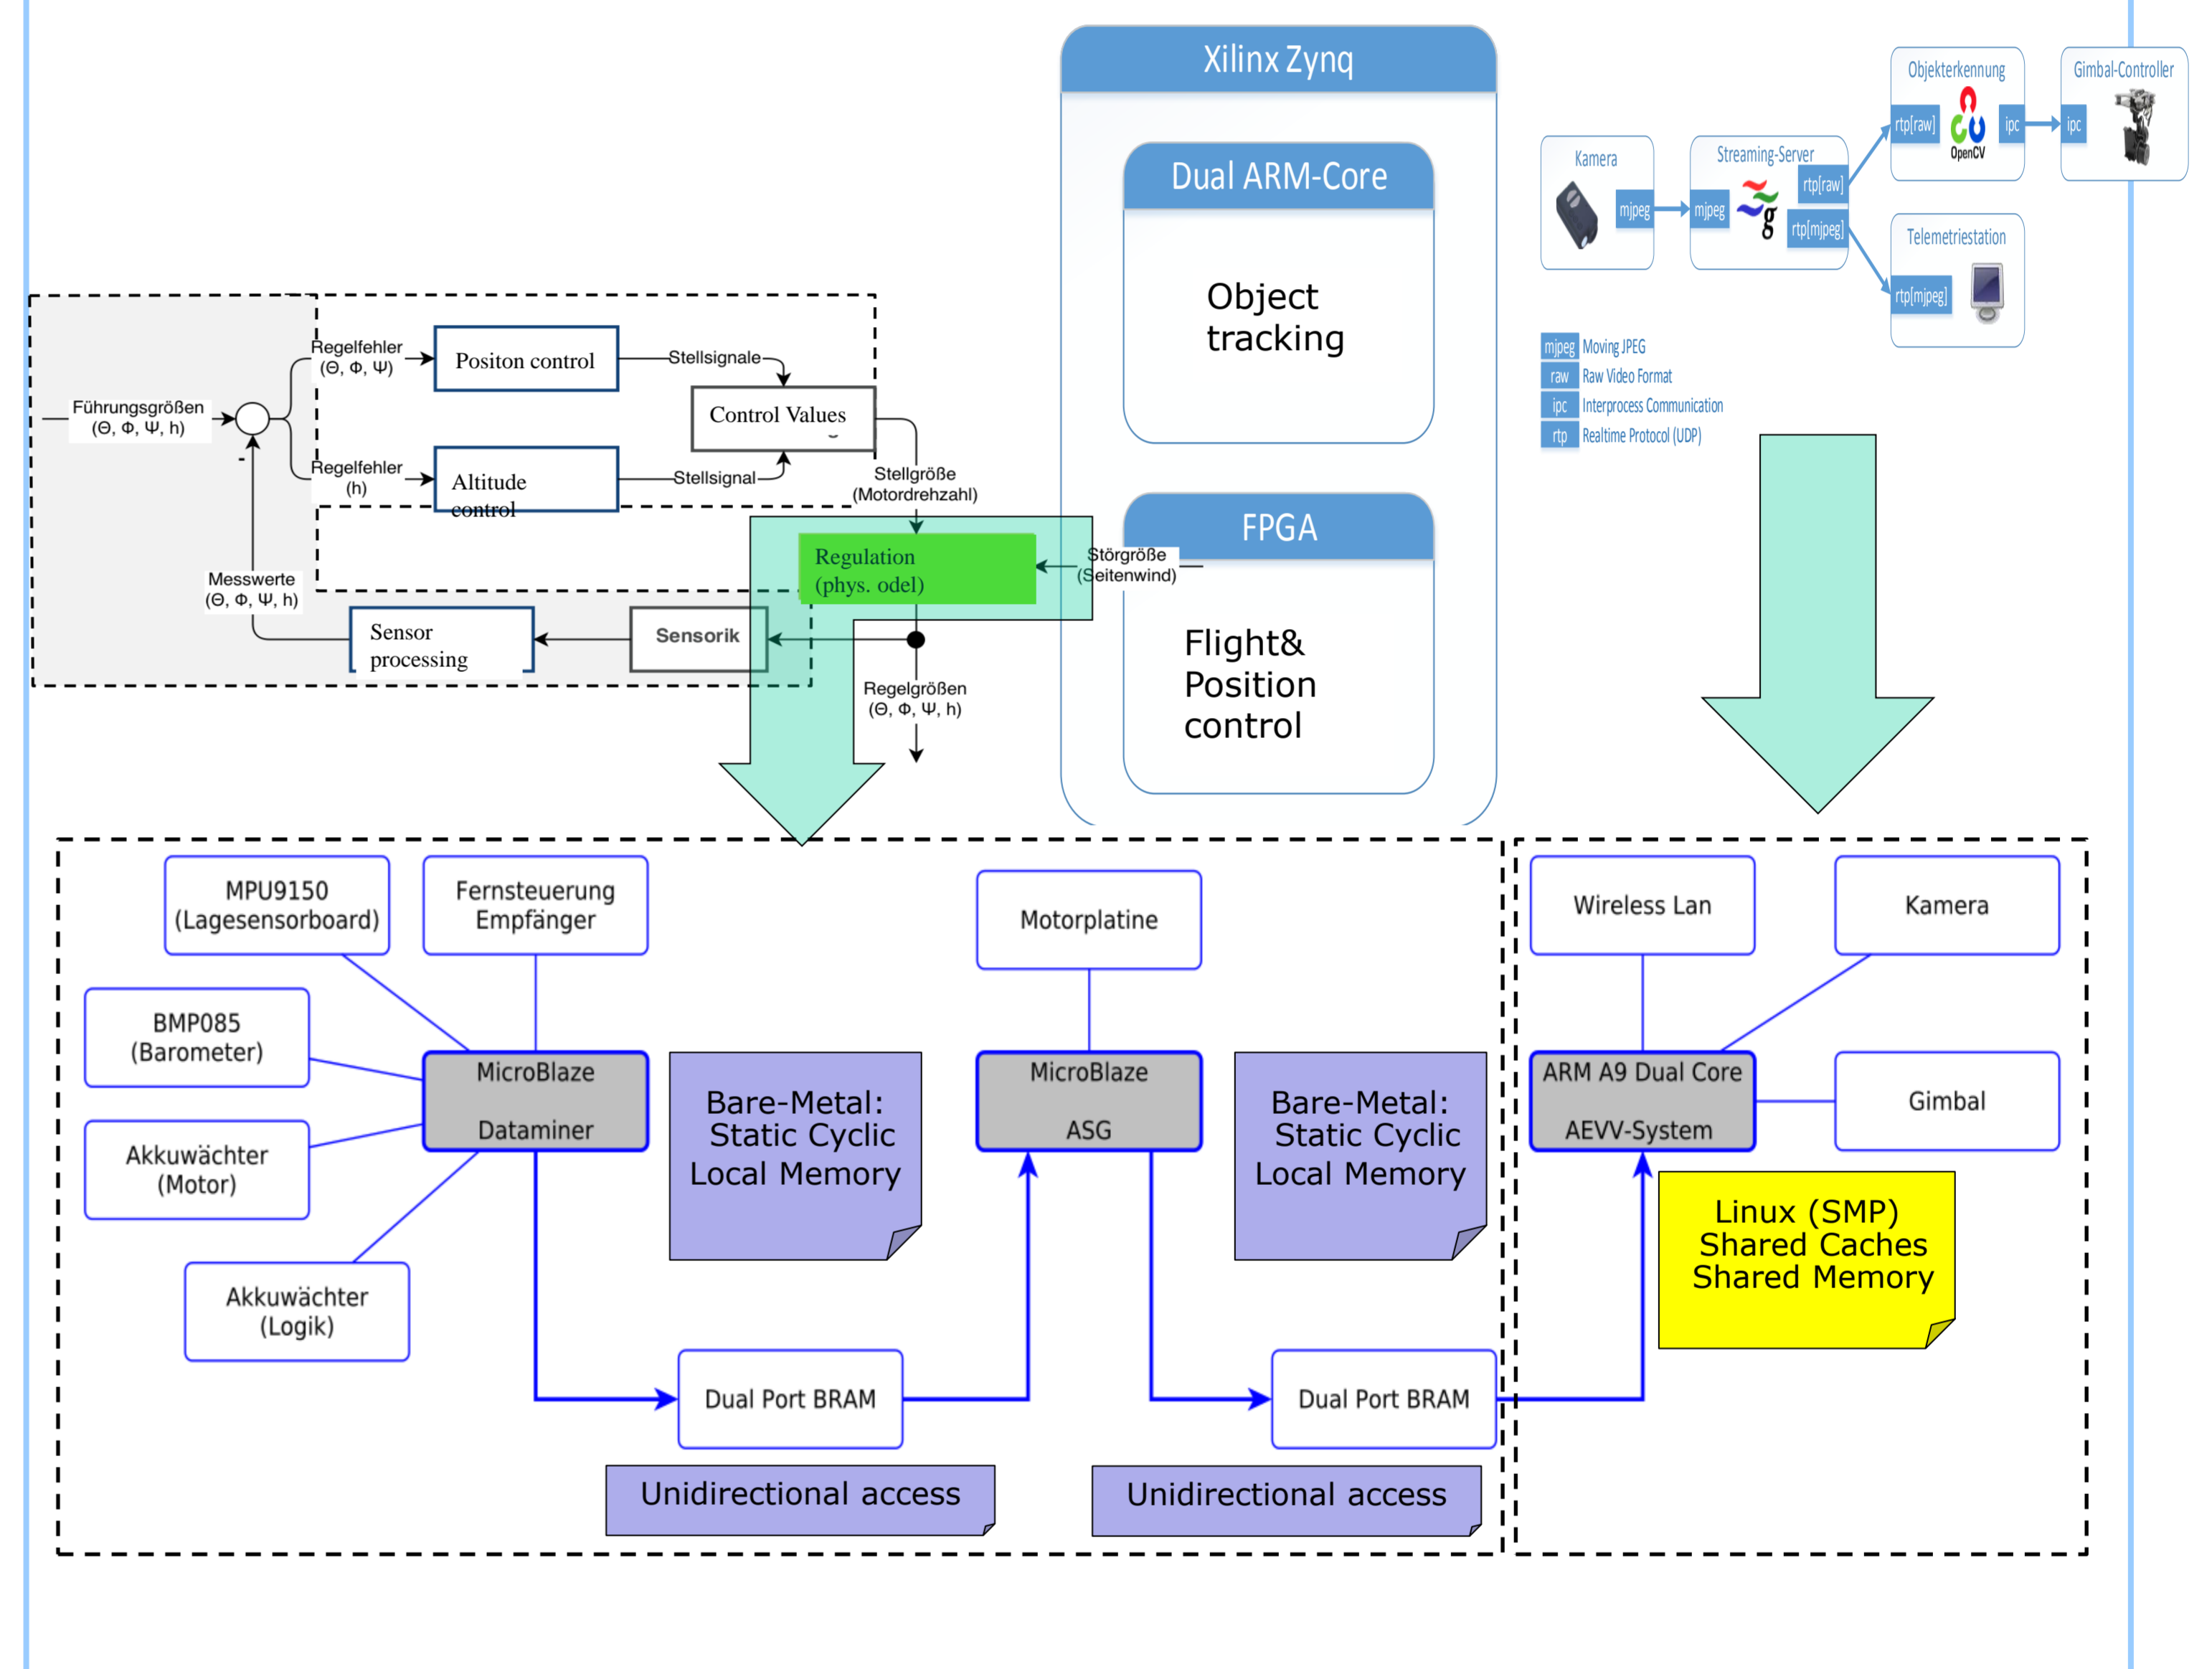 Xilinx Zynq
Dual ARM-Core
Object
tracking
FPGA
Flight&
Position
control
Kamera
mjpeg
Streaming-Server
mjpeg
g
rtp[raw]
rtp[mjpeg]
Objekterkennung
rtp[raw]
OpenCV
ipc
Gimbal-Controller
ipc
Telemetriestation
rtp[mjpeg]
mjpeg Moving JPEG
raw Raw Video Format
ipc Interprocess Communication
rtp Realtime Protocol (UDP)
Führungsgrößen
(Θ, Φ, Ψ, h)
-
Regelfehler
(Θ, Φ, Ψ)
Positon control
Stellsignale
Regelfehler
(h)
Altitude
control
Stellsignal
Control Values
Stellgröße
(Motordrehzahl)
Regulation
(phys. odel)
Störgröße
(Seitenwind)
Messwerte
(Θ, Φ, Ψ, h)
Sensor
processing
Sensorik
Regelgrößen
(Θ, Φ, Ψ, h)
MPU9150
(Lagesensorboard)
Fernsteuerung
Empfänger
BMP085
(Barometer)
Akkuwächter
(Motor)
Akkuwächter
(Logik)
MicroBlaze
Dataminer
Bare-Metal:
Static Cyclic
Local Memory
Motorplatine
MicroBlaze
ASG
Bare-Metal:
Static Cyclic
Local Memory
Wireless Lan
Kamera
ARM A9 Dual Core
AEVV-System
Gimbal
Linux (SMP)
Shared Caches
Shared Memory
Dual Port BRAM
Dual Port BRAM
Unidirectional access
Unidirectional access